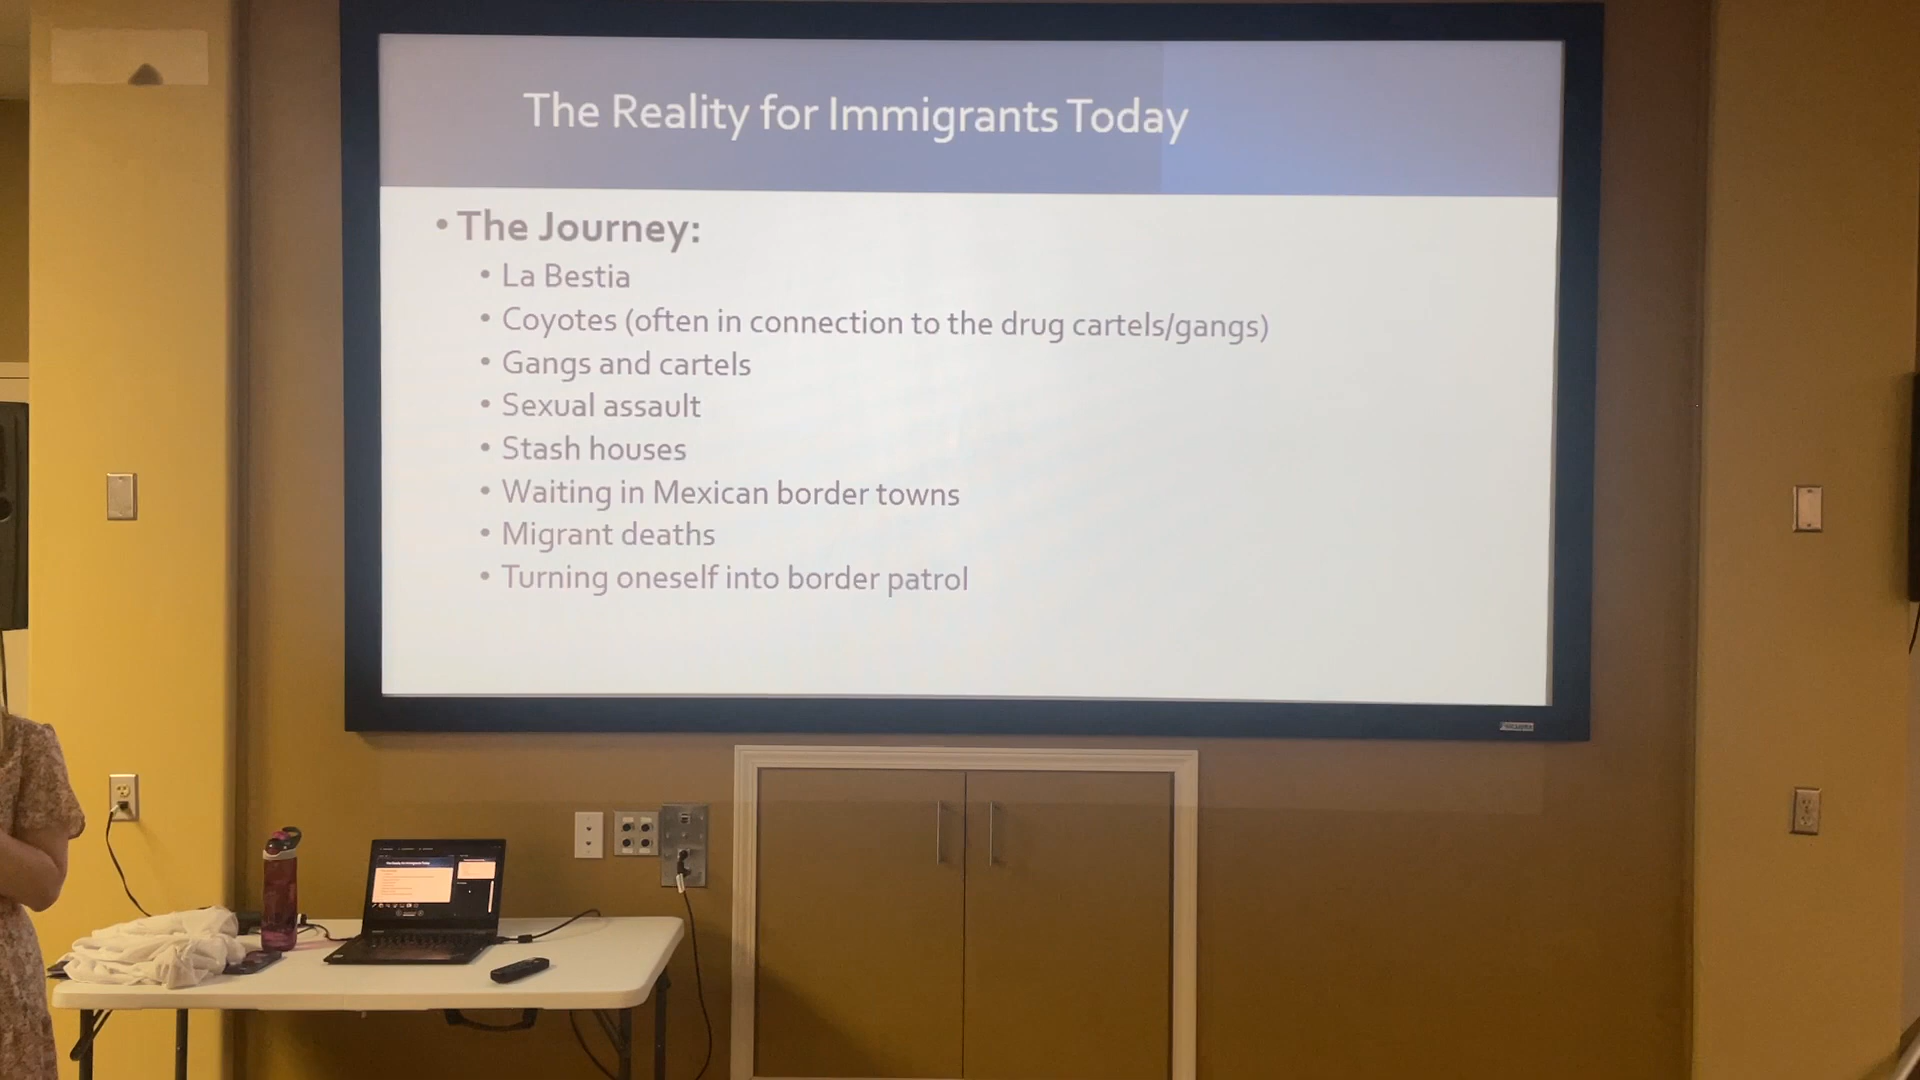 The Reality for Immigrants Today
• The Journey:
• La Bestia
• Coyotes (often in connection to the drug cartels/gangs)
• Gangs and cartels
• Sexual assault
• Stash houses
• Waiting in Mexican border towns
• Migrant deaths
• Turning oneself into border patrol